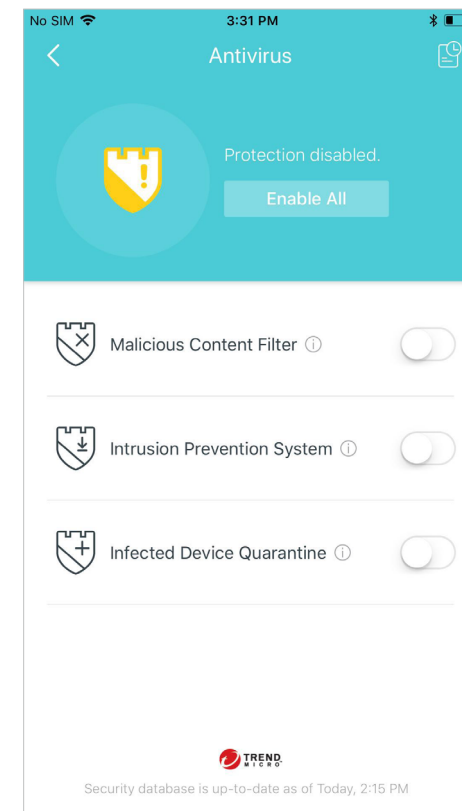 No SIM 3:31 PM
Antivirus
Protection disabled.
Enable All
Malicious Content Filter
Intrusion Prevention System
Infected Device Quarantine
TREND
MICRO
Security database is up-to-date as of Today, 2:15 PM